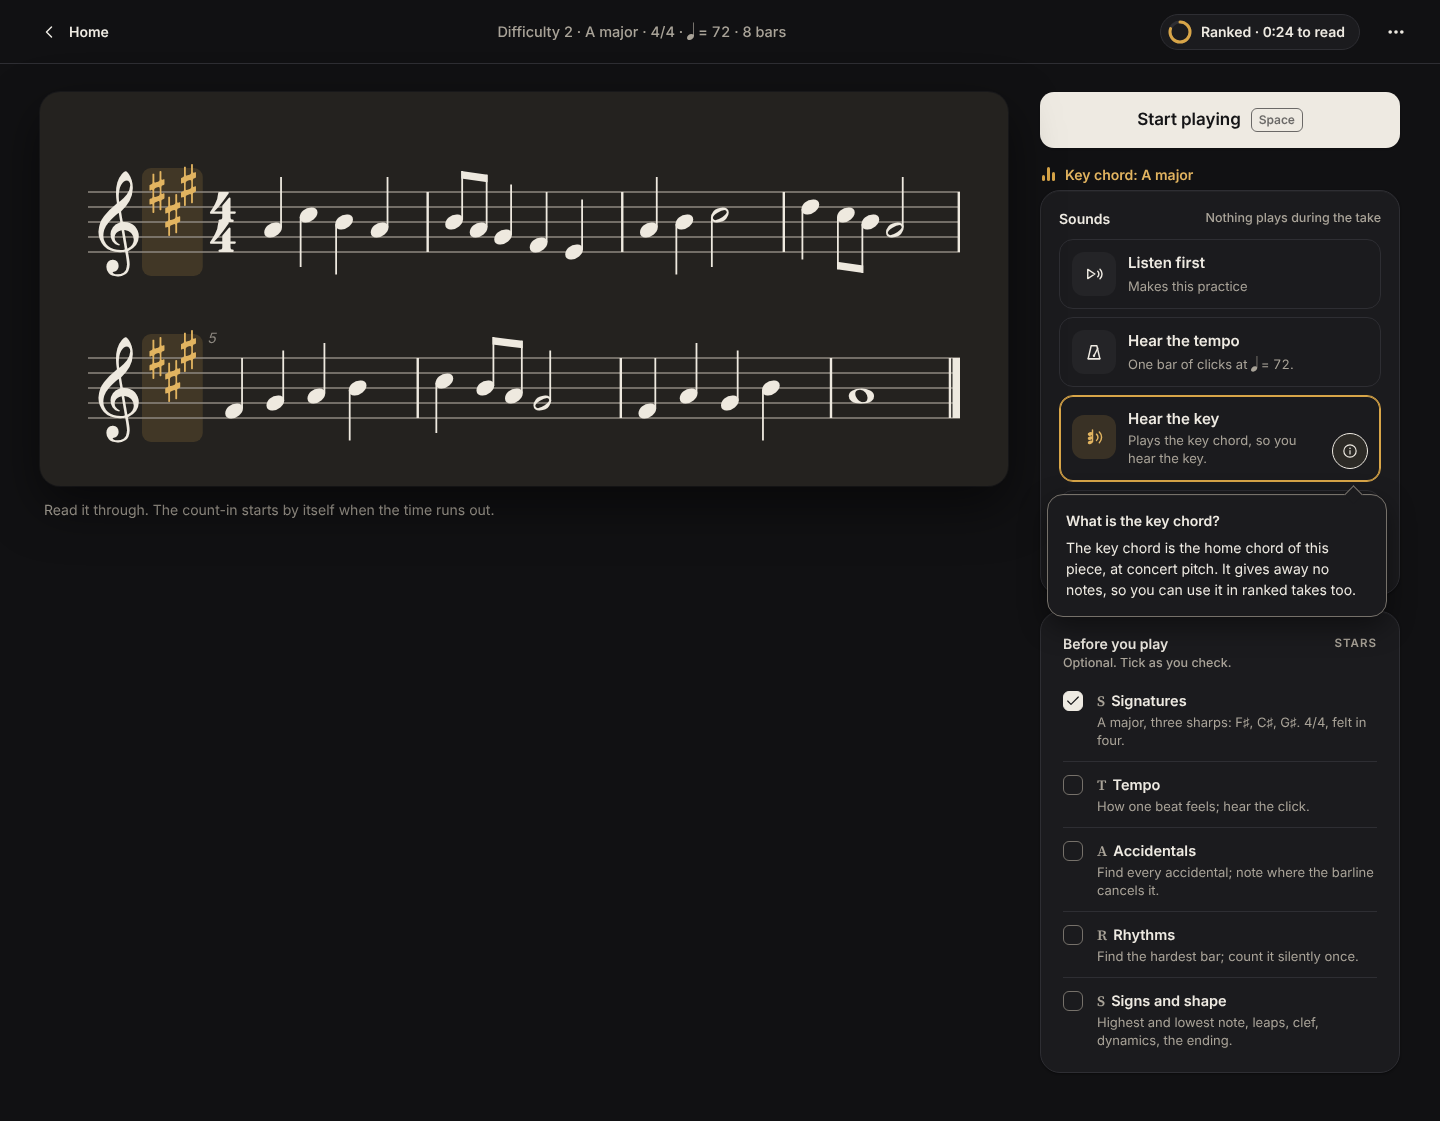 Home
Difficulty 2 · A major · 4/4 · ♩ = 72 · 8 bars
Ranked · 0:24 to read
Start playing Space
Key chord: A major
Sounds Nothing plays during the take
Listen first
Makes this practice
Hear the tempo
One bar of clicks at ♩ = 72.
Hear the key
Plays the key chord, so you
hear the key.
What is the key chord?
The key chord is the home chord of this
piece, at concert pitch. It gives away no
notes, so you can use it in ranked takes too.
4
4
5
Read it through. The count-in starts by itself when the time runs out.
Before you play STARS
Optional. Tick as you check.
S Signatures
A major, three sharps: F♯, C♯, G♯. 4/4, felt in
four.
T Tempo
How one beat feels; hear the click.
A Accidentals
Find every accidental; note where the barline
cancels it.
R Rhythms
Find the hardest bar; count it silently once.
S Signs and shape
Highest and lowest note, leaps, clef,
dynamics, the ending.